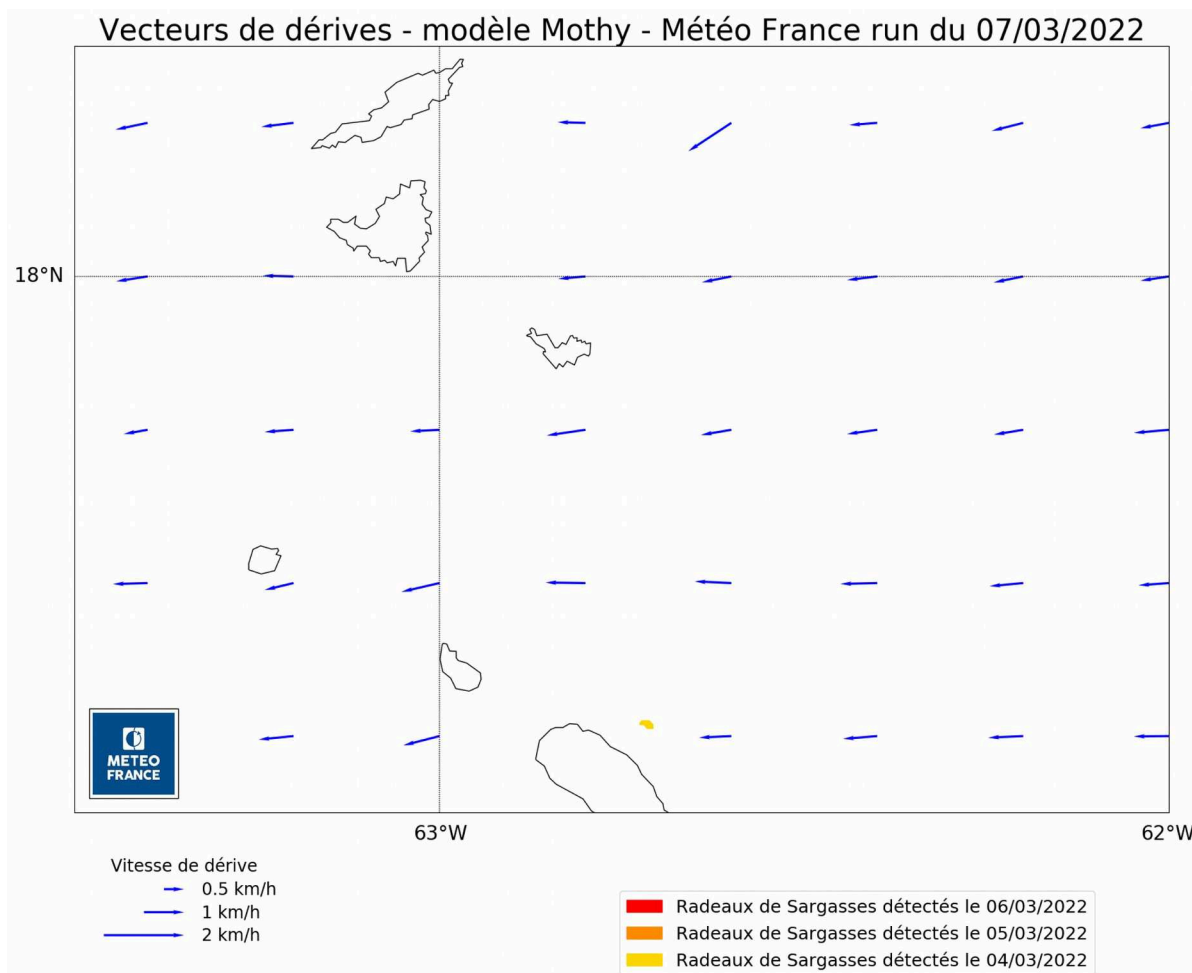 Vecteurs de dérives - modèle Mothy - Météo France run du 07/03/2022
18°N
METEO
FRANCE
63°W
62°W
Vitesse de dérive
0.5 km/h
1 km/h
2 km/h
Radeaux de Sargasses détectés le 06/03/2022
Radeaux de Sargasses détectés le 05/03/2022
Radeaux de Sargasses détectés le 04/03/2022